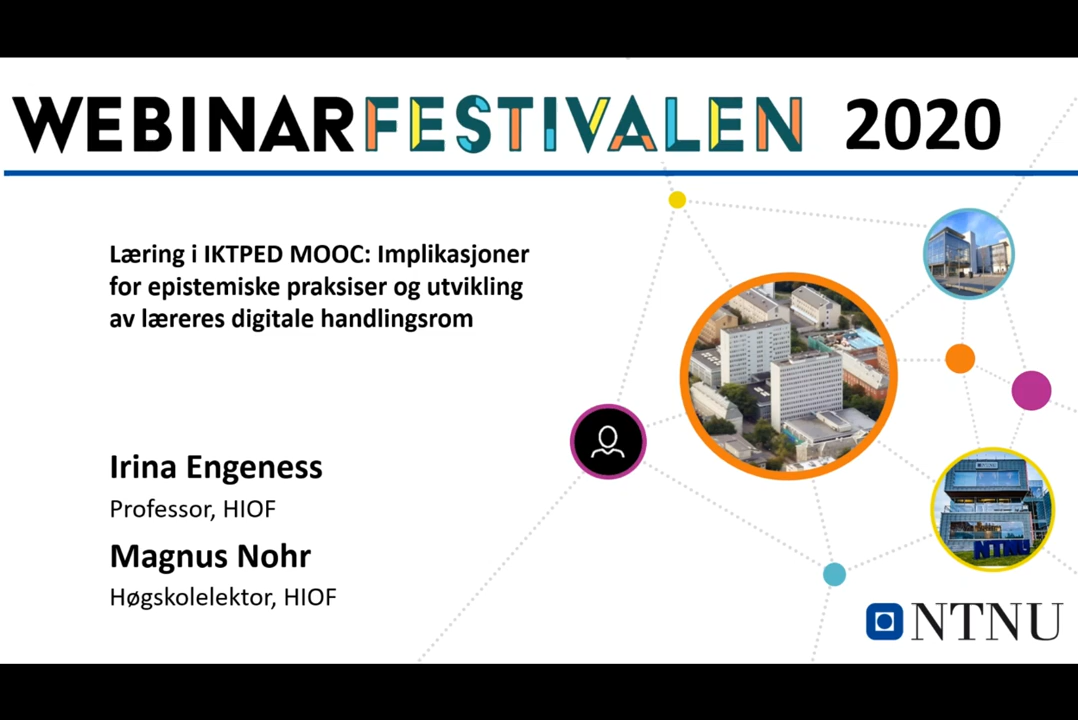 WEBINARFESTIVALEN 2020
Læring i IKTPED MOOC: Implikasjoner
for epistemiske praksiser og utvikling
av læreres digitale handlingsrom
Irina Engeness
Professor, HIOF
Magnus Nohr
Høgskolelektor, HIOF
NTNU
NTNU